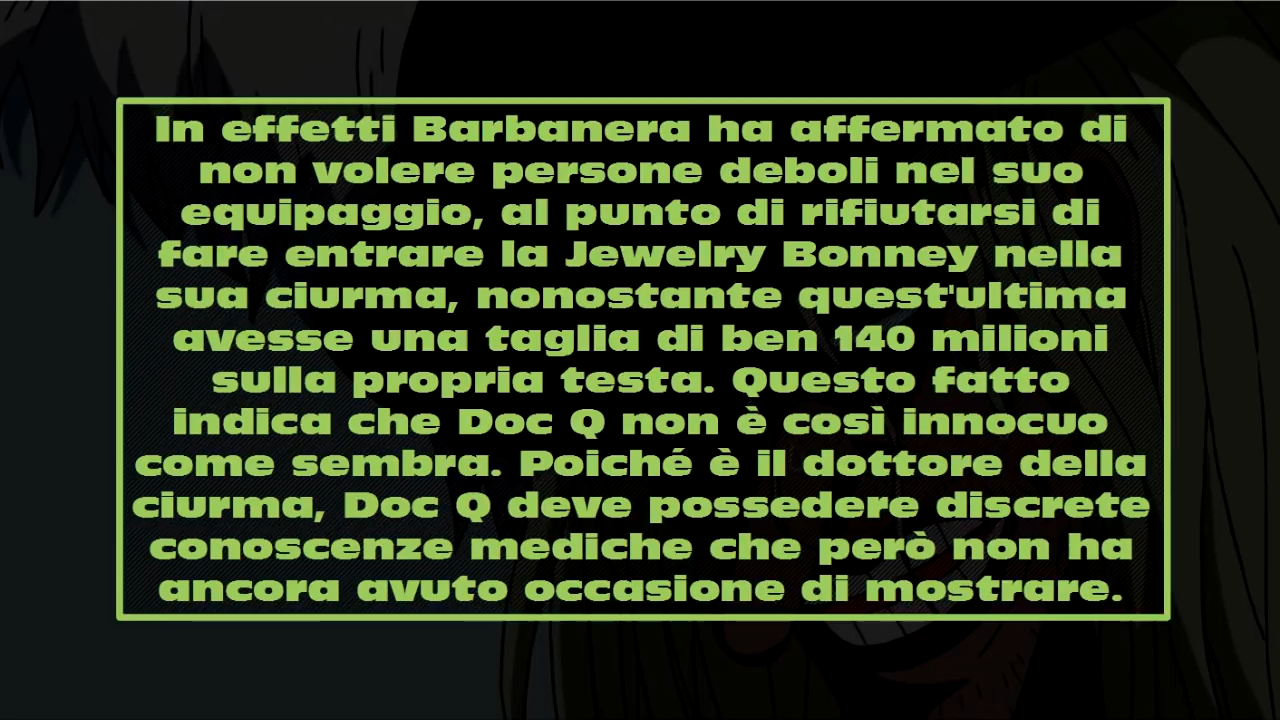 In effetti Barbanera ha affermato di
non volere persone deboli nel suo
equipaggio, al punto di rifiutarsi di
fare entrare la Jewelry Bonney nella
sua ciurma, nonostante quest'ultima
avesse una taglia di ben 140 milioni
sulla propria testa. Questo fatto
indica che Doc Q non è così innocuo
come sembra. Poiché è il dottore della
ciurma, Doc Q deve possedere discrete
conoscenze mediche che però non ha
ancora avuto occasione di mostrare.